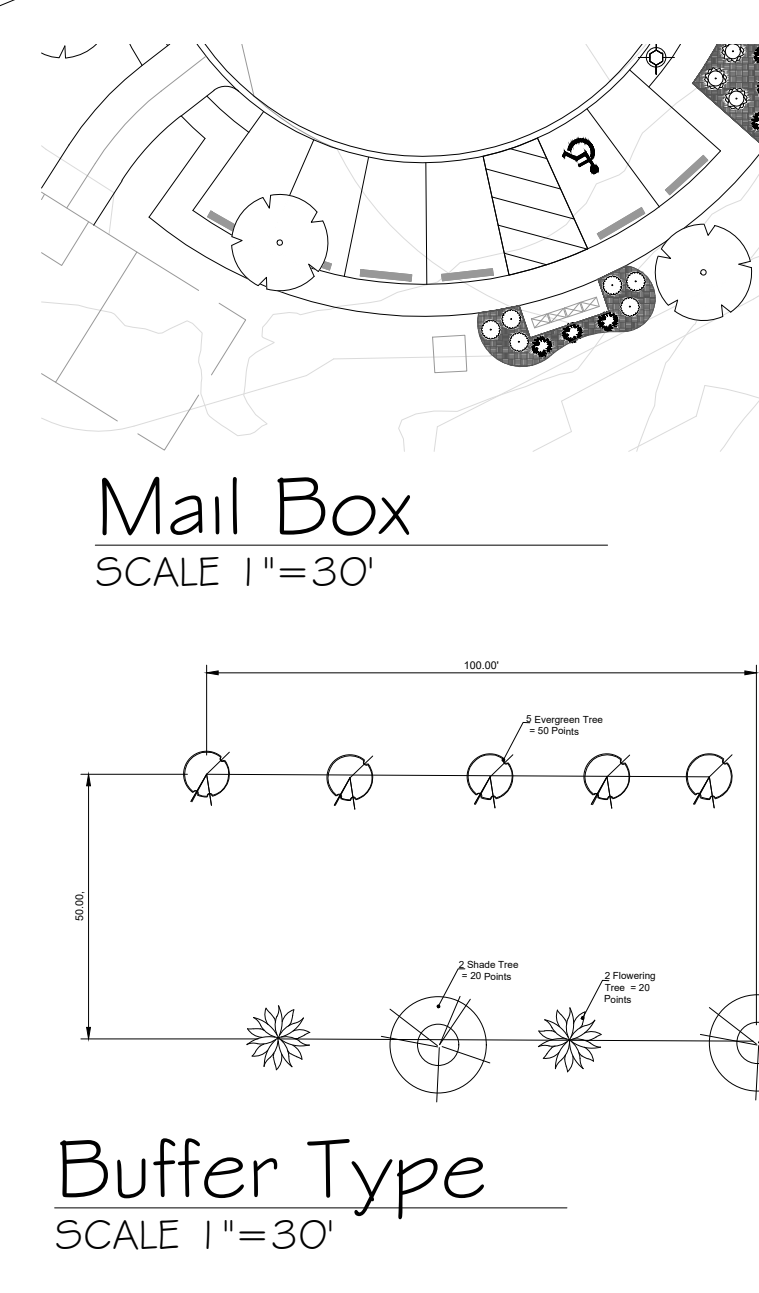 Mail Box
SCALE 1"=30'
100.00'
5 Evergreen Tree
= 50 Points
50.00'
2 Shade Tree
= 20 Points
2 Flowering
Tree = 20
Points
Buffer Type
SCALE 1"=30'